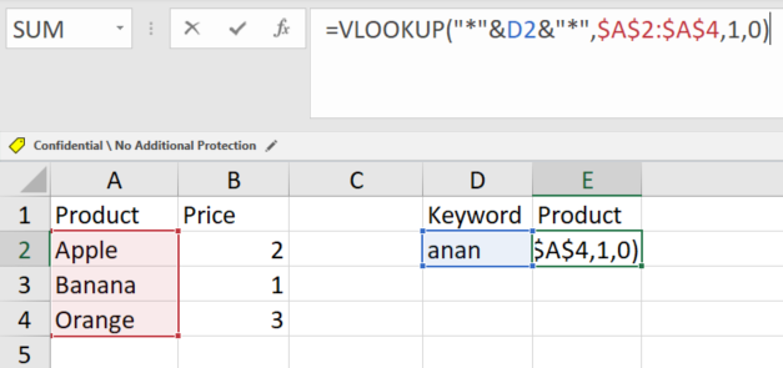 SUM fx =VLOOKUP("*"&D2&"*",$A$2:$A$4,1,0)
Confidential \ No Additional Protection
A B C D E
1 Product Price Keyword Product
2 Apple 2 anan $A$4,1,0)
3 Banana 1
4 Orange 3
5